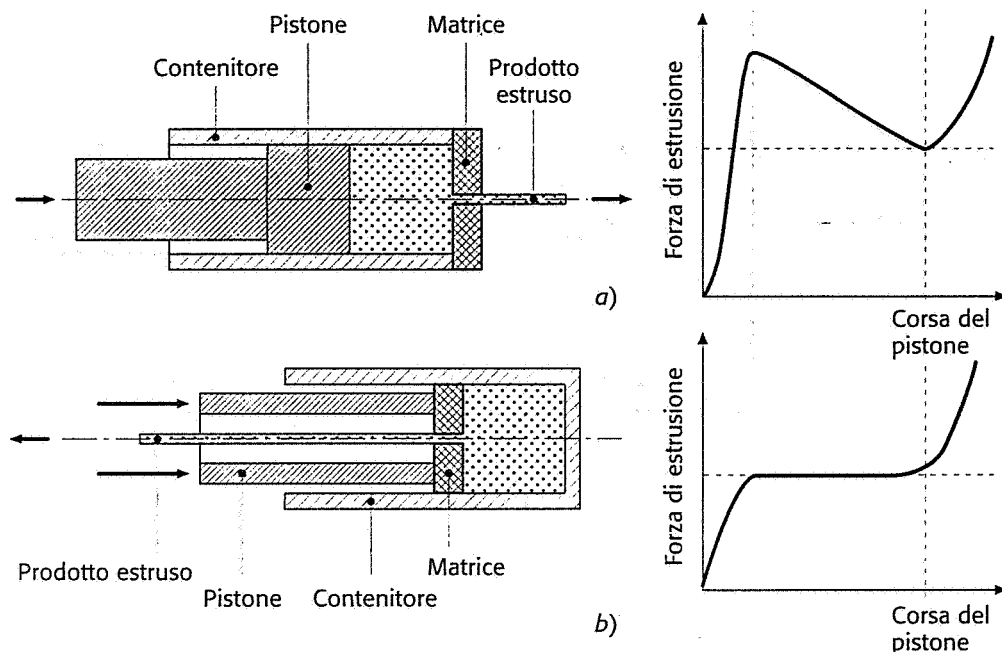 Pistone
Matrice
Contenitore
Prodotto
estruso
a)
Forza di estrusione
Corsa del
pistone
Prodotto estruso
Pistone
Contenitore
Matrice
b)
Forza di estrusione
Corsa del
pistone